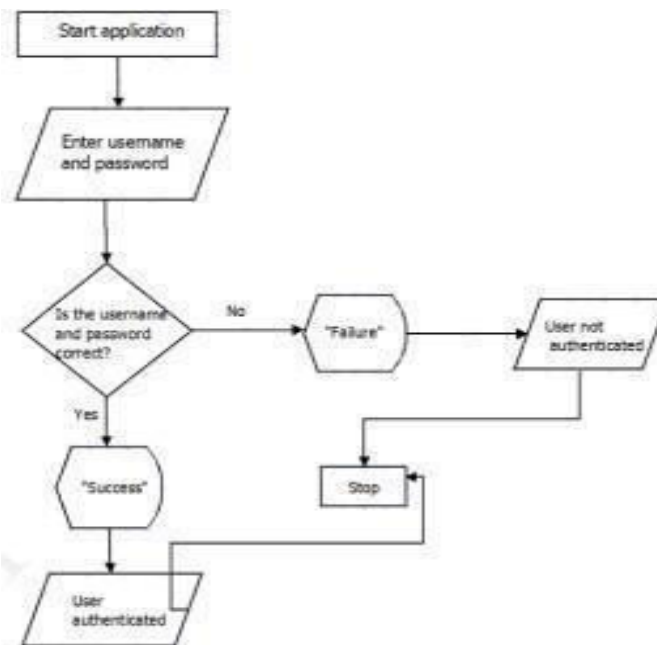 Start application
Enter username
and password
Is the username
and password
correct?
No
"Failure"
User not
authenticated
Yes
"Success"
Stop
User
authenticated